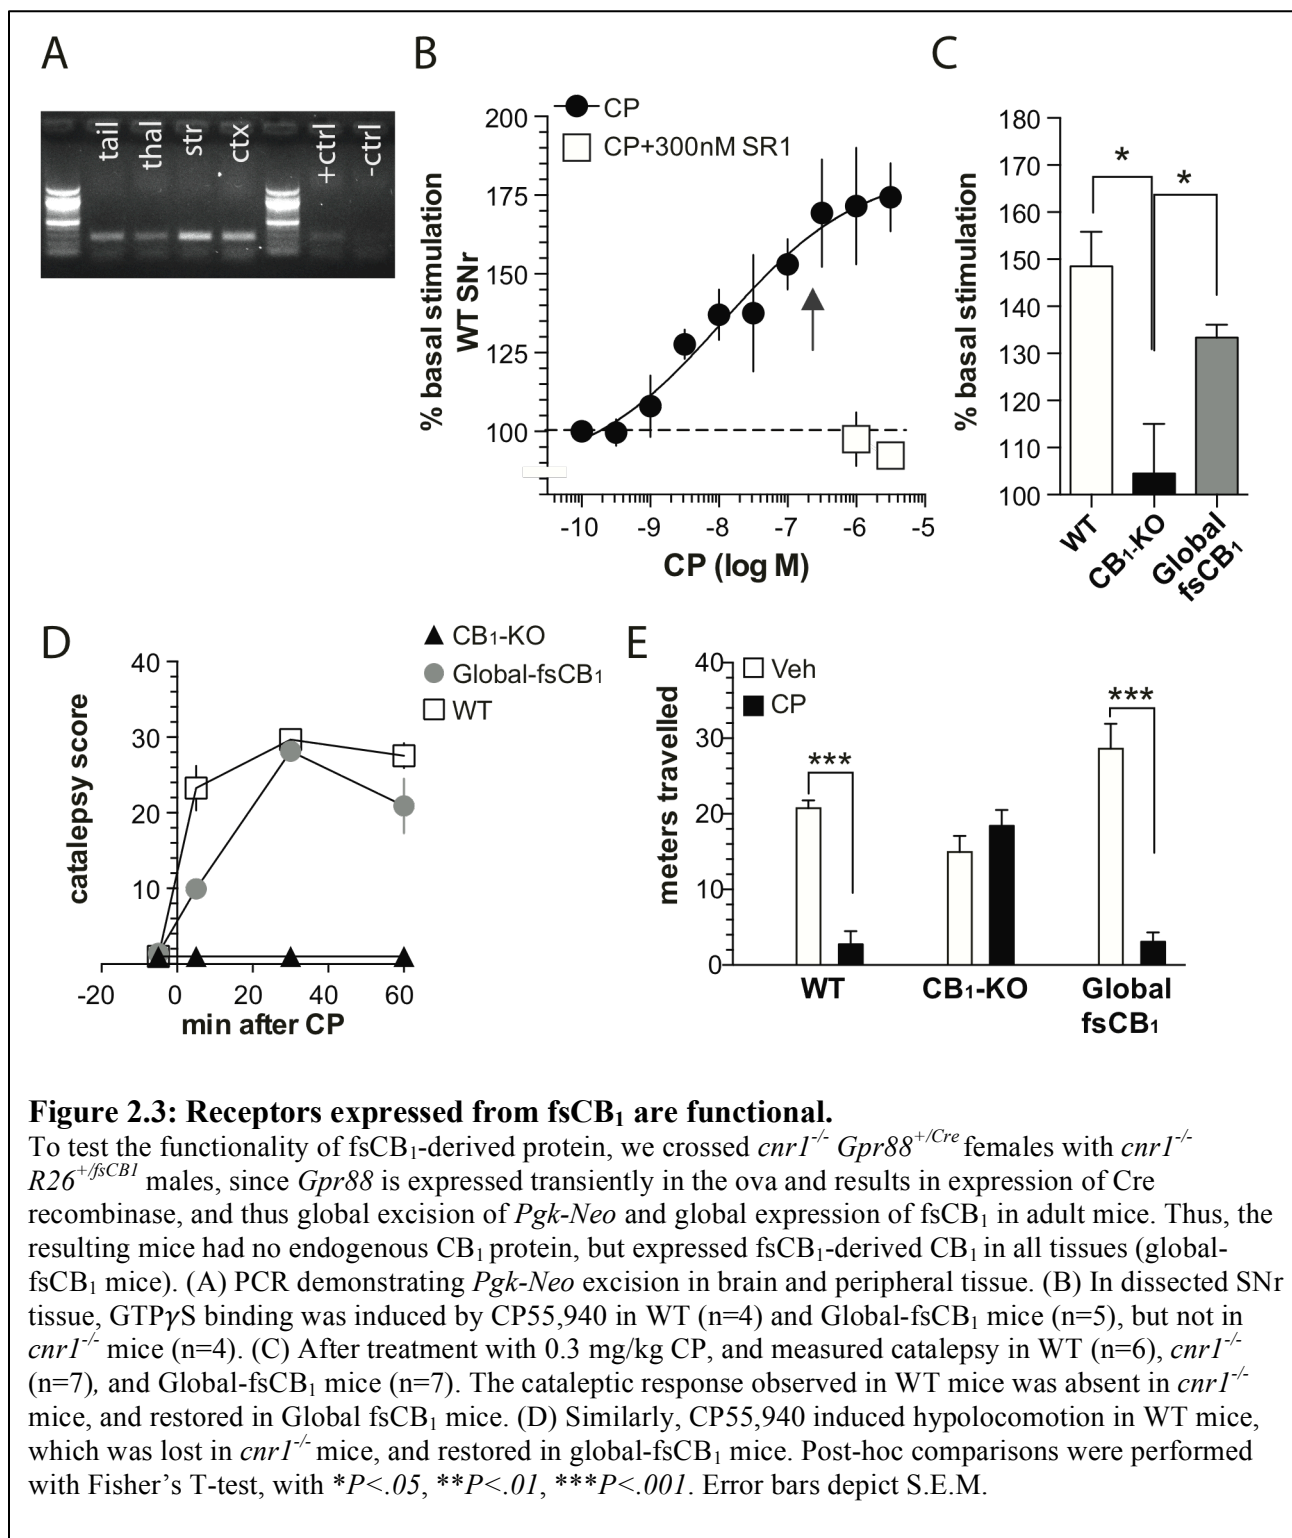 A
tail
thal
str
ctx
+ctrl
-ctrl
B
CP
CP+300nM SR1
% basal stimulation
WT SNr
200
175
150
125
100
-10 -9 -8 -7 -6 -5
CP (log M)
C
% basal stimulation
180
170
160
150
140
130
120
110
100
*
*
WT
CB1-KO
Global
fsCB1
D
CB1-KO
Global-fsCB1
WT
catalepsy score
40
30
20
10
-20 0 20 40 60
min after CP
E
Veh
CP
meters travelled
40
30
20
10
0
***
***
WT CB1-KO Global
fsCB1
Figure 2.3: Receptors expressed from fsCB1 are functional.
To test the functionality of fsCB1-derived protein, we crossed cnr1-/- Gpr88+/Cre females with cnr1-/-
R26+/fsCB1 males, since Gpr88 is expressed transiently in the ova and results in expression of Cre
recombinase, and thus global excision of Pgk-Neo and global expression of fsCB1 in adult mice. Thus, the
resulting mice had no endogenous CB1 protein, but expressed fsCB1-derived CB1 in all tissues (global-
fsCB1 mice). (A) PCR demonstrating Pgk-Neo excision in brain and peripheral tissue. (B) In dissected SNr
tissue, GTPγS binding was induced by CP55,940 in WT (n=4) and Global-fsCB1 mice (n=5), but not in
cnr1-/- mice (n=4). (C) After treatment with 0.3 mg/kg CP, and measured catalepsy in WT (n=6), cnr1-/-
(n=7), and Global-fsCB1 mice (n=7). The cataleptic response observed in WT mice was absent in cnr1-/-
mice, and restored in Global fsCB1 mice. (D) Similarly, CP55,940 induced hypolocomotion in WT mice,
which was lost in cnr1-/- mice, and restored in global-fsCB1 mice. Post-hoc comparisons were performed
with Fisher's T-test, with *P<.05, **P<.01, ***P<.001. Error bars depict S.E.M.